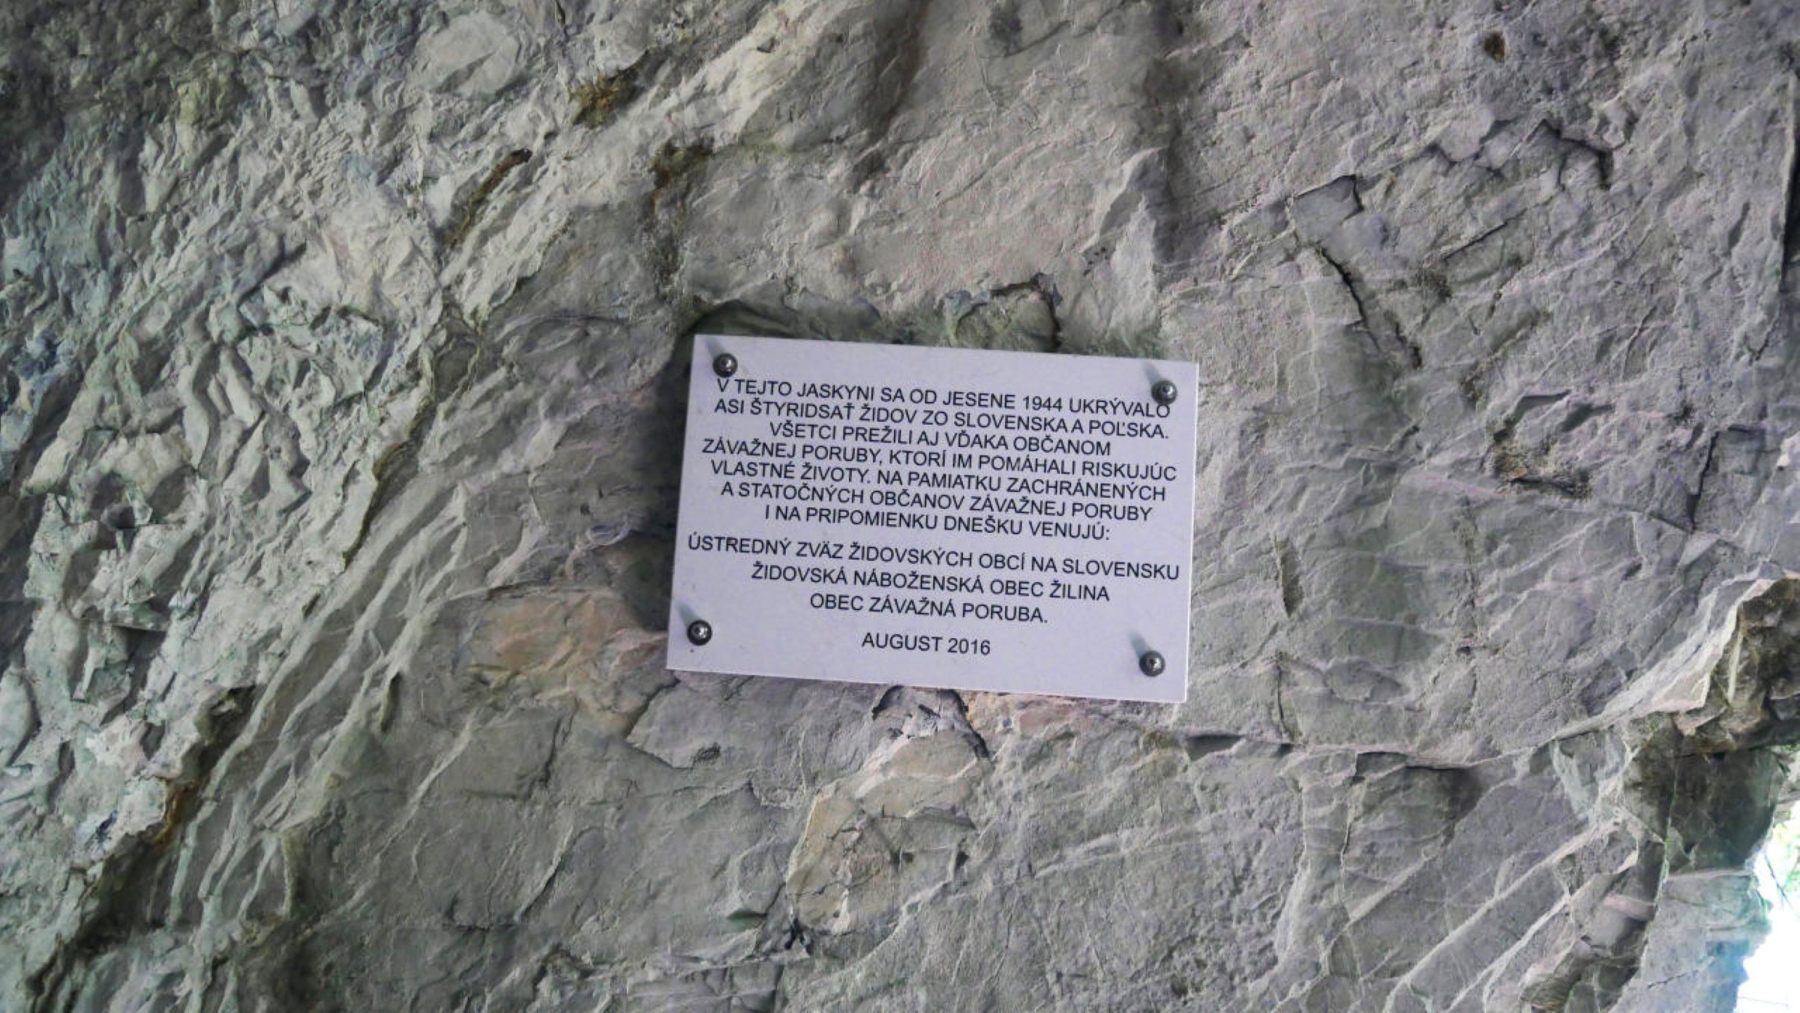 V TEJTO JASKYNI SA OD JESENE 1944 UKRÝVALO
ASI ŠTYRIDSAŤ ŽIDOV ZO SLOVENSKA A POĽSKA.
VŠETCI PREŽILI AJ VĎAKA OBČANOM
ZÁVAŽNEJ PORUBY, KTORÍ IM POMÁHALI RISKUJÚC
VLASTNÉ ŽIVOTY. NA PAMIATKU ZACHRÁNENÝCH
A STATOČNÝCH OBČANOV ZÁVAŽNEJ PORUBY
I NA PRIPOMIENKU DNEŠKU VENUJÚ:
ÚSTREDNÝ ZVÄZ ŽIDOVSKÝCH OBCÍ NA SLOVENSKU
ŽIDOVSKÁ NÁBOŽENSKÁ OBEC ŽILINA
OBEC ZÁVAŽNÁ PORUBA.
AUGUST 2016